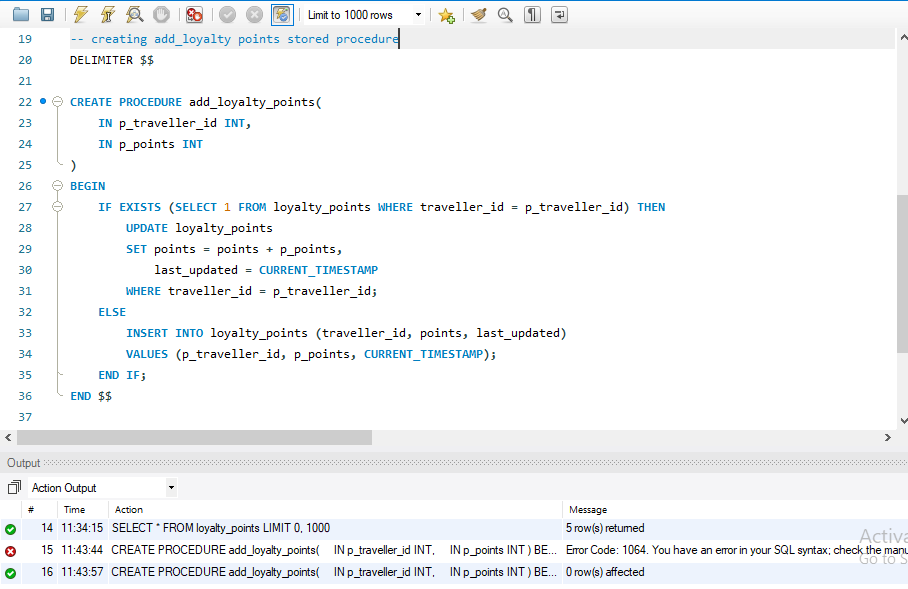 Limit to 1000 rows
19 -- creating add_loyalty points stored procedure
20 DELIMITER $$
21
22 CREATE PROCEDURE add_loyalty_points(
23     IN p_traveller_id INT,
24     IN p_points INT
25 )
26 BEGIN
27     IF EXISTS (SELECT 1 FROM loyalty_points WHERE traveller_id = p_traveller_id) THEN
28         UPDATE loyalty_points
29         SET points = points + p_points,
30             last_updated = CURRENT_TIMESTAMP
31         WHERE traveller_id = p_traveller_id;
32     ELSE
33         INSERT INTO loyalty_points (traveller_id, points, last_updated)
34         VALUES (p_traveller_id, p_points, CURRENT_TIMESTAMP);
35     END IF;
36 END $$
37
Output
Action Output
# Time Action Message
14 11:34:15 SELECT * FROM loyalty_points LIMIT 0, 1000 5 row(s) returned
15 11:43:44 CREATE PROCEDURE add_loyalty_points( IN p_traveller_id INT, IN p_points INT ) BE... Error Code: 1064. You have an error in your SQL syntax; check the manu
16 11:43:57 CREATE PROCEDURE add_loyalty_points( IN p_traveller_id INT, IN p_points INT ) BE... 0 row(s) affected
Activa
Go to S